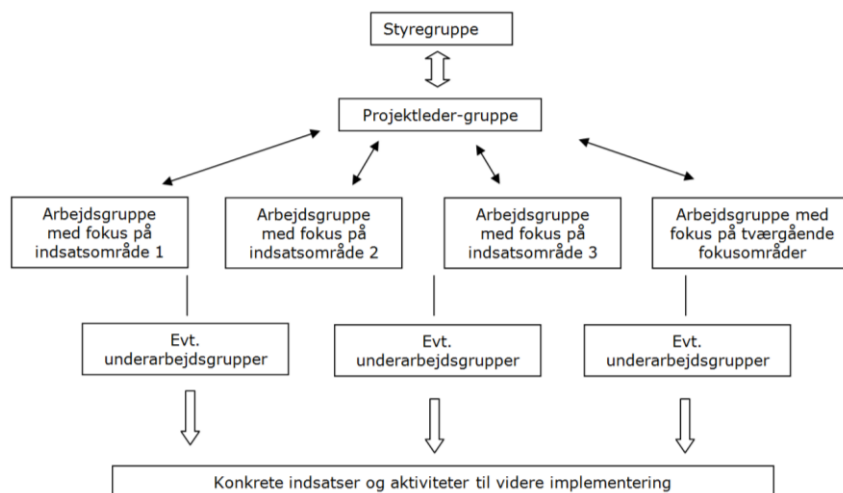 Styregruppe
Projektleder-gruppe
Arbejdsgruppe
med fokus på
indsatsområde 1
Arbejdsgruppe
med fokus på
indsatsområde 2
Arbejdsgruppe
med fokus på
indsatsområde 3
Arbejdsgruppe med
fokus på tværgående
fokusområder
Evt.
underarbejdsgrupper
Evt.
underarbejdsgrupper
Evt.
underarbejdsgrupper
Konkrete indsatser og aktiviteter til videre implementering